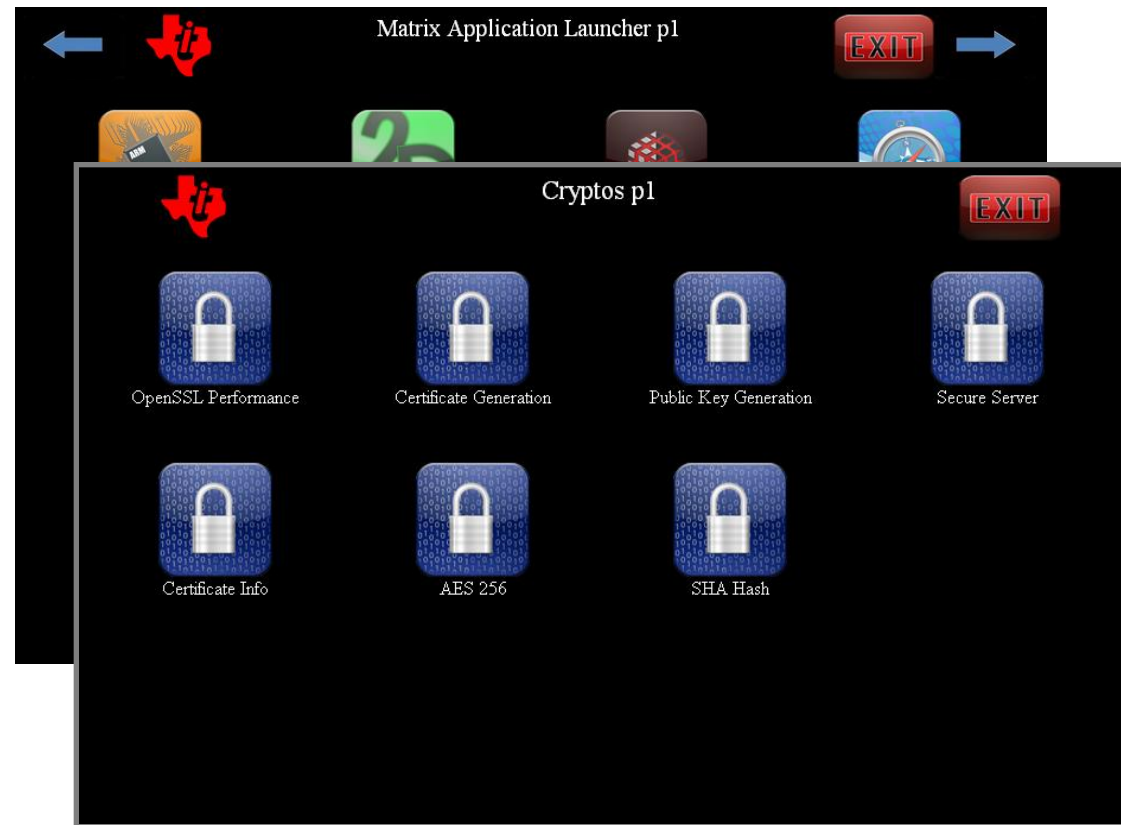 Matrix Application Launcher p1
EXIT
ARM
Cryptos p1
EXIT
OpenSSL Performance
Certificate Generation
Public Key Generation
Secure Server
Certificate Info
AES 256
SHA Hash